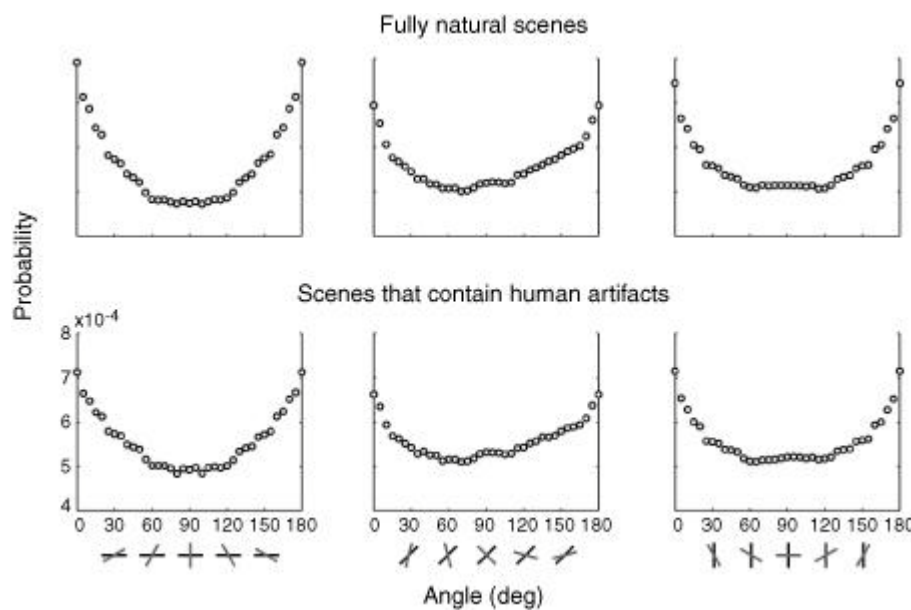 Fully natural scenes
Probability
Scenes that contain human artifacts
x10-4
8
7
6
5
4
0 30 60 90 120 150 180 0 30 60 90 120 150 180 0 30 60 90 120 150 180
Angle (deg)